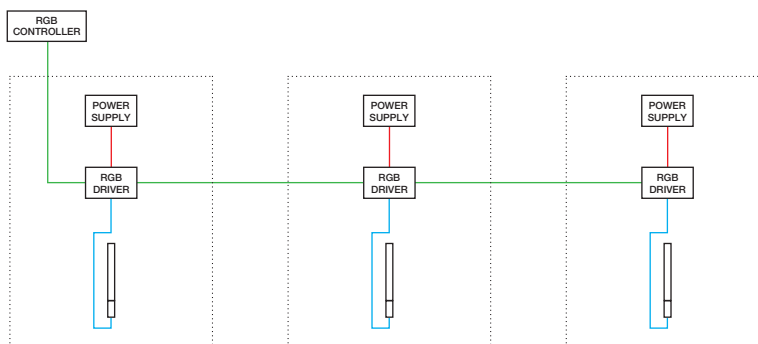 RGB
CONTROLLER
POWER
SUPPLY
POWER
SUPPLY
POWER
SUPPLY
RGB
DRIVER
RGB
DRIVER
RGB
DRIVER